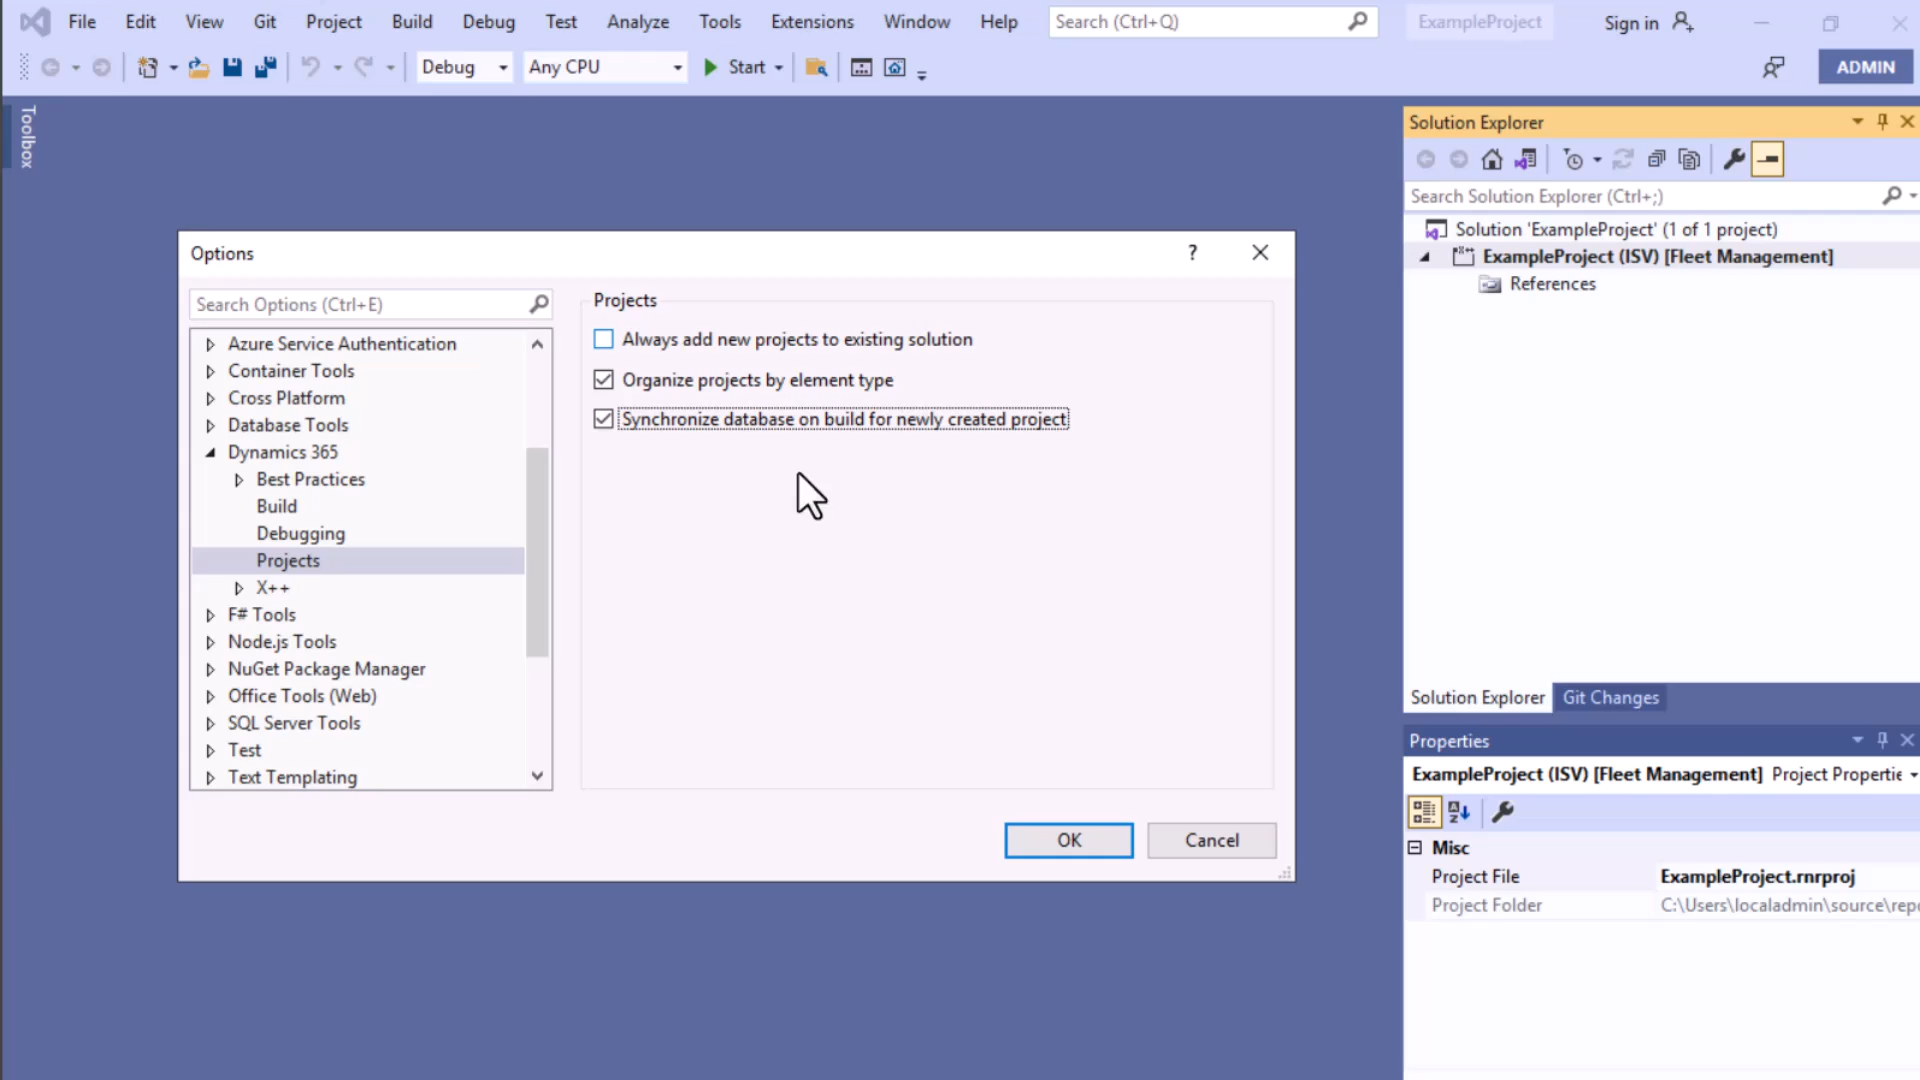 File Edit View Git Project Build Debug Test Analyze Tools Extensions Window Help Search (Ctrl+Q) ExampleProject Sign in
Debug Any CPU Start ADMIN
Toolbox
Solution Explorer
Search Solution Explorer (Ctrl+;)
Solution 'ExampleProject' (1 of 1 project)
ExampleProject (ISV) [Fleet Management]
References
Options ?
Search Options (Ctrl+E)
Azure Service Authentication
Container Tools
Cross Platform
Database Tools
Dynamics 365
Best Practices
Build
Debugging
Projects
X++
F# Tools
Node.js Tools
NuGet Package Manager
Office Tools (Web)
SQL Server Tools
Test
Text Templating
Projects
Always add new projects to existing solution
Organize projects by element type
Synchronize database on build for newly created project
OK Cancel
Solution Explorer Git Changes
Properties
ExampleProject (ISV) [Fleet Management] Project Propertie
Misc
Project File ExampleProject.rnrproj
Project Folder C:\Users\localadmin\source\repo